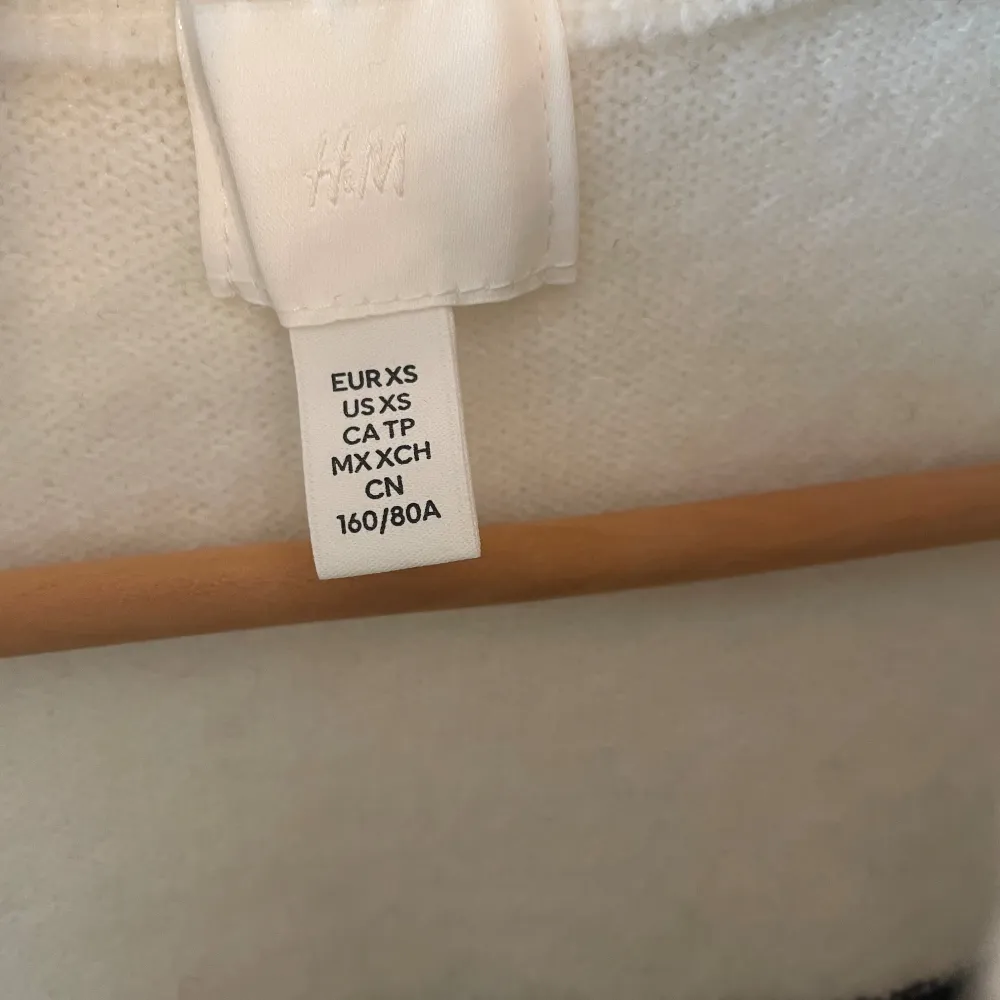 H&M
EUR XS
US XS
CA TP
MX XCH
CN
160/80A